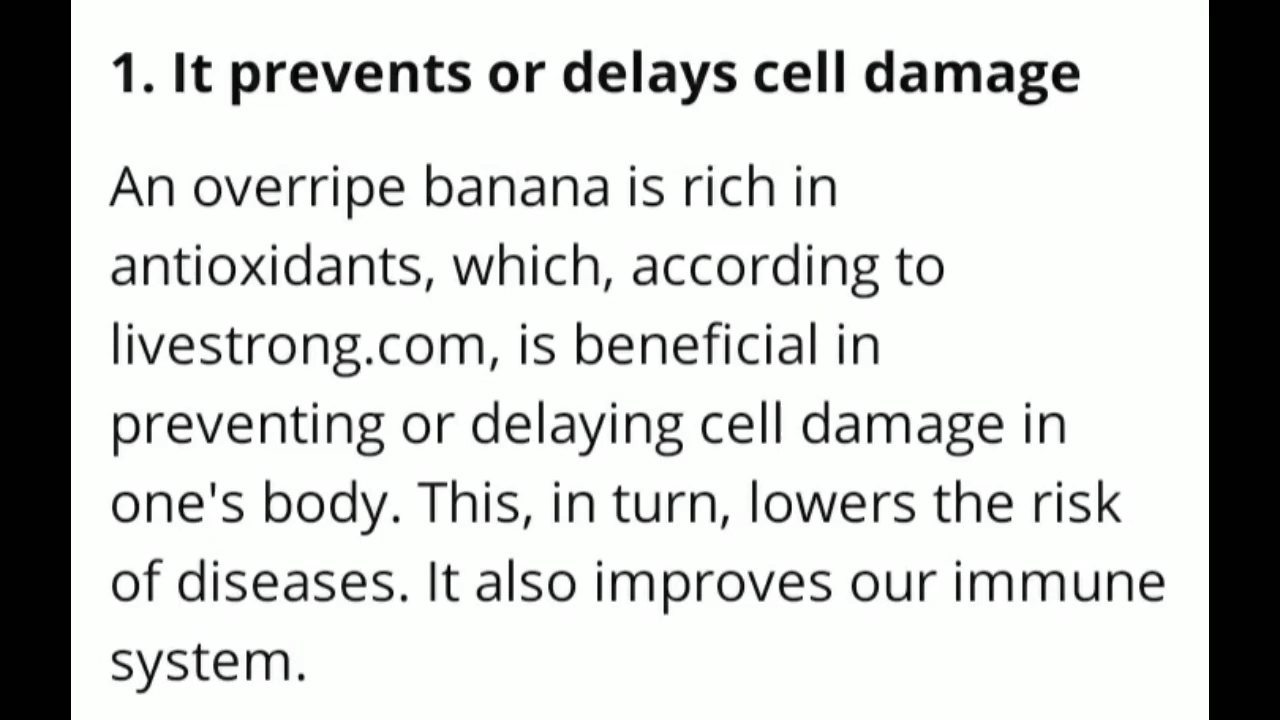 1. It prevents or delays cell damage
An overripe banana is rich in
antioxidants, which, according to
livestrong.com, is beneficial in
preventing or delaying cell damage in
one's body. This, in turn, lowers the risk
of diseases. It also improves our immune
system.